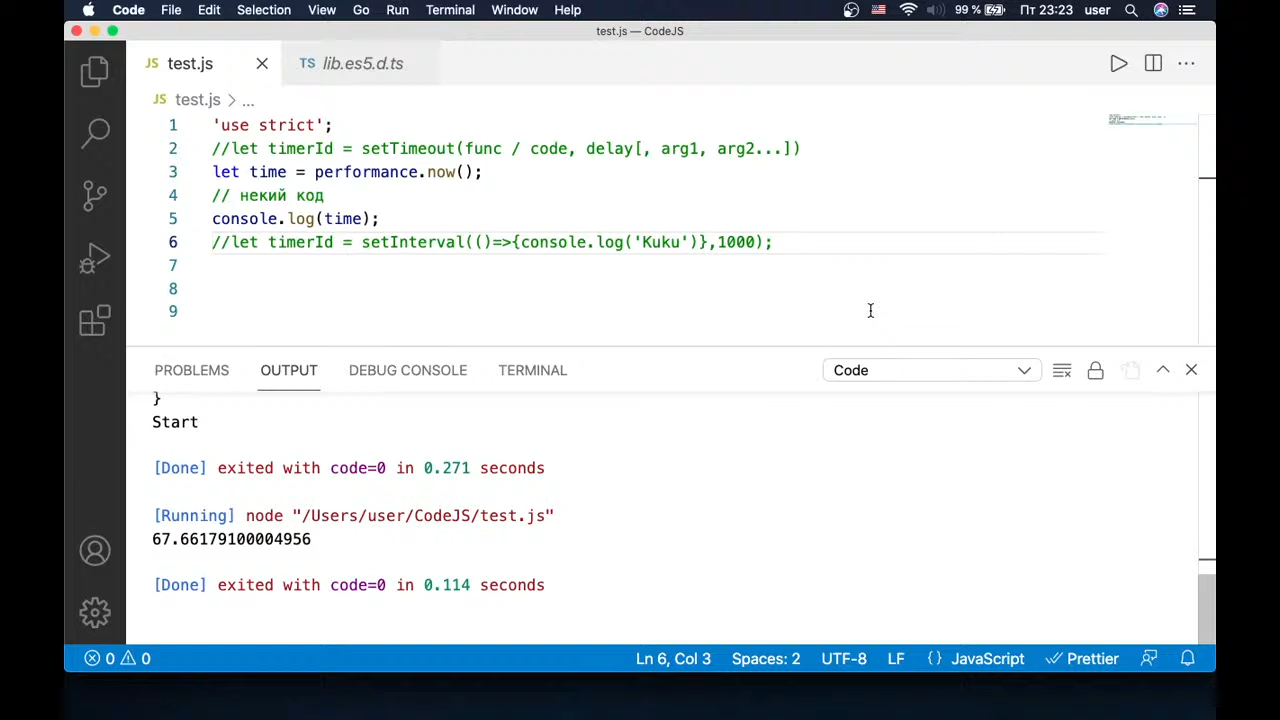 Code File Edit Selection View Go Run Terminal Window Help 99 % Пт 23:23 user
test.js — CodeJS
JS test.js TS lib.es5.d.ts
JS test.js > ...
1 'use strict';
2 //let timerId = setTimeout(func / code, delay[, arg1, arg2...])
3 let time = performance.now();
4 // некий код
5 console.log(time);
6 //let timerId = setInterval(()=>{console.log('Kuku')},1000);
7
8
9
PROBLEMS OUTPUT DEBUG CONSOLE TERMINAL Code
}
Start
[Done] exited with code=0 in 0.271 seconds
[Running] node "/Users/user/CodeJS/test.js"
67.66179100004956
[Done] exited with code=0 in 0.114 seconds
0 0 Ln 6, Col 3 Spaces: 2 UTF-8 LF {} JavaScript Prettier